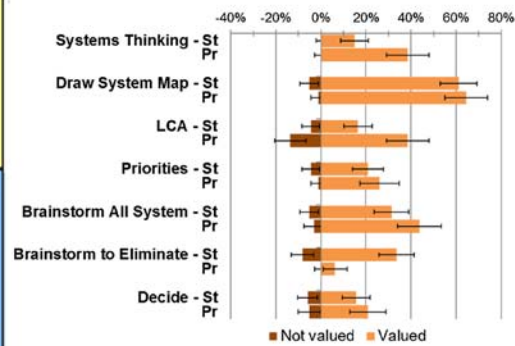 -40% -20% 0% 20% 40% 60% 80%
Systems Thinking - St
Pr
Draw System Map - St
Pr
LCA - St
Pr
Priorities - St
Pr
Brainstorm All System - St
Pr
Brainstorm to Eliminate - St
Pr
Decide - St
Pr
Not valued Valued